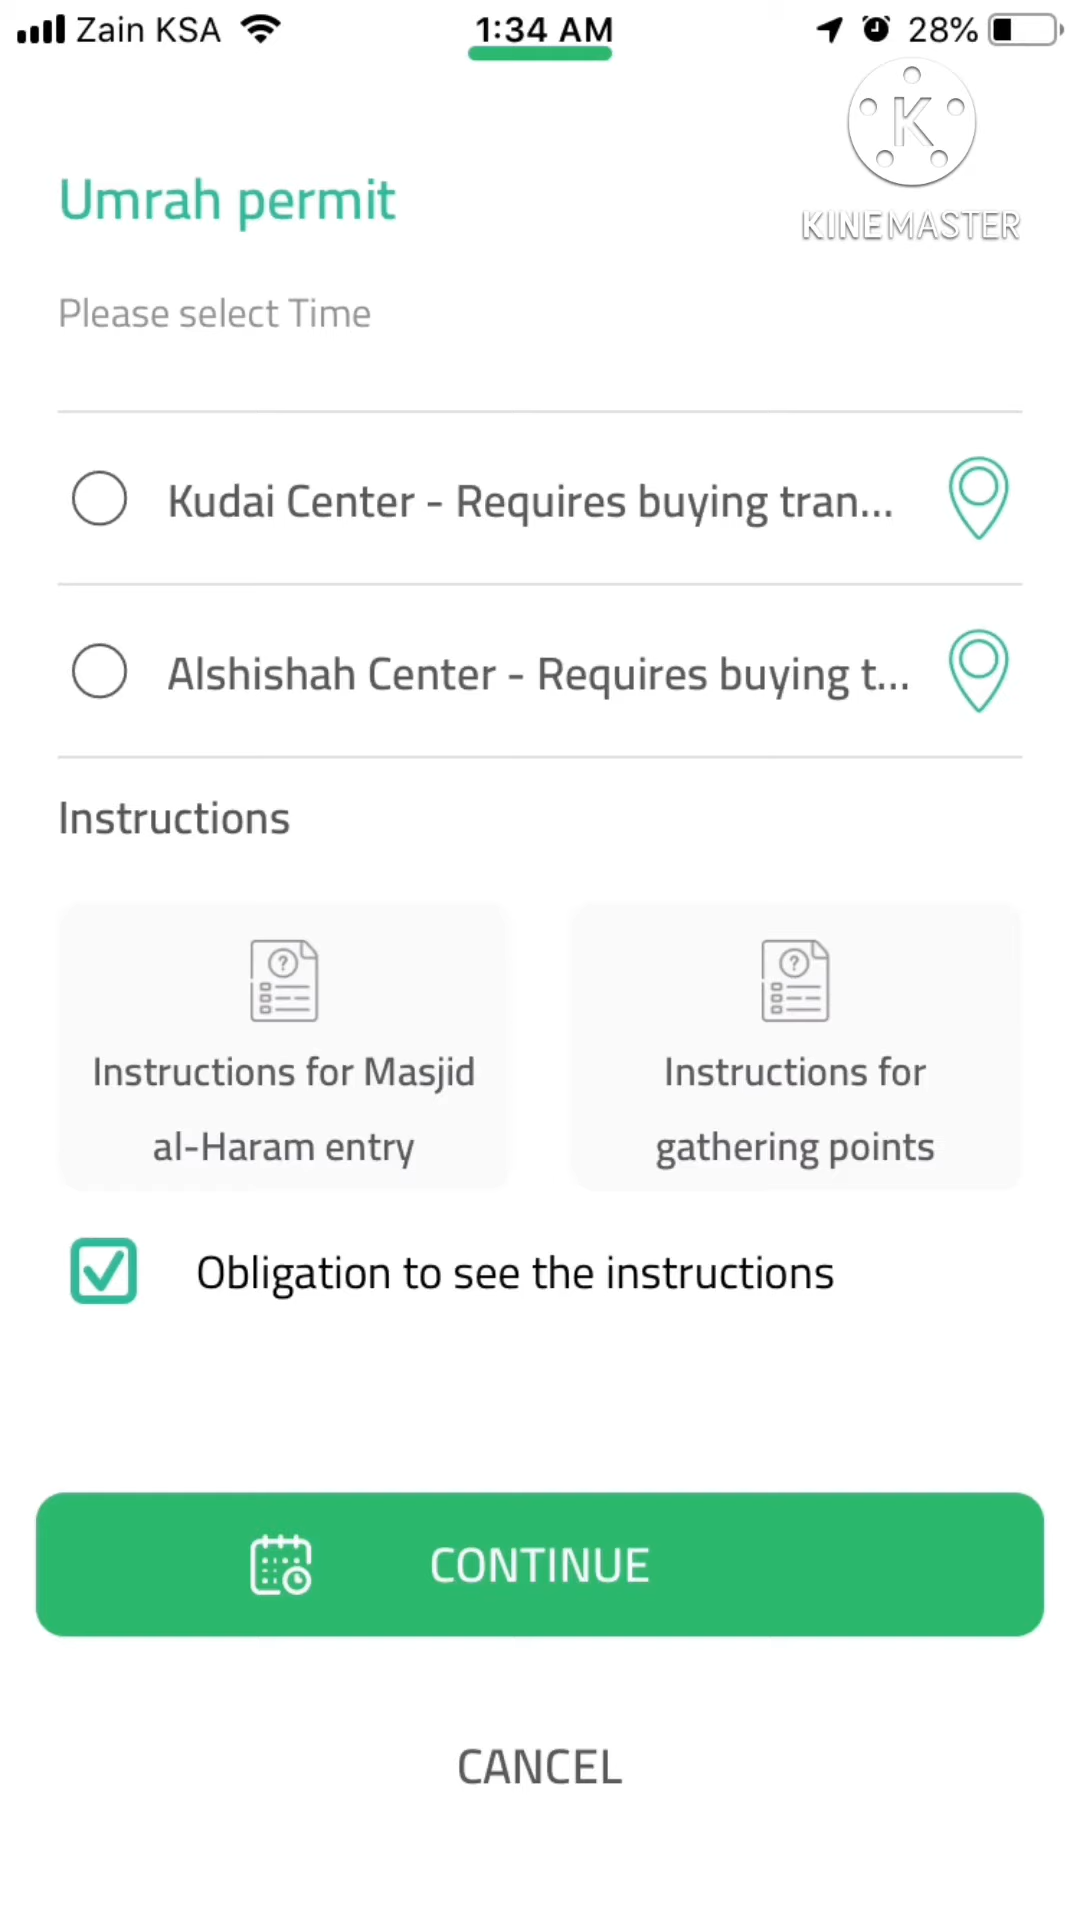 Zain KSA 1:34 AM 28%
KINEMASTER
Umrah permit
Please select Time
Kudai Center - Requires buying tran...
Alshishah Center - Requires buying t...
Instructions
Instructions for Masjid
al-Haram entry
Instructions for
gathering points
Obligation to see the instructions
CONTINUE
CANCEL